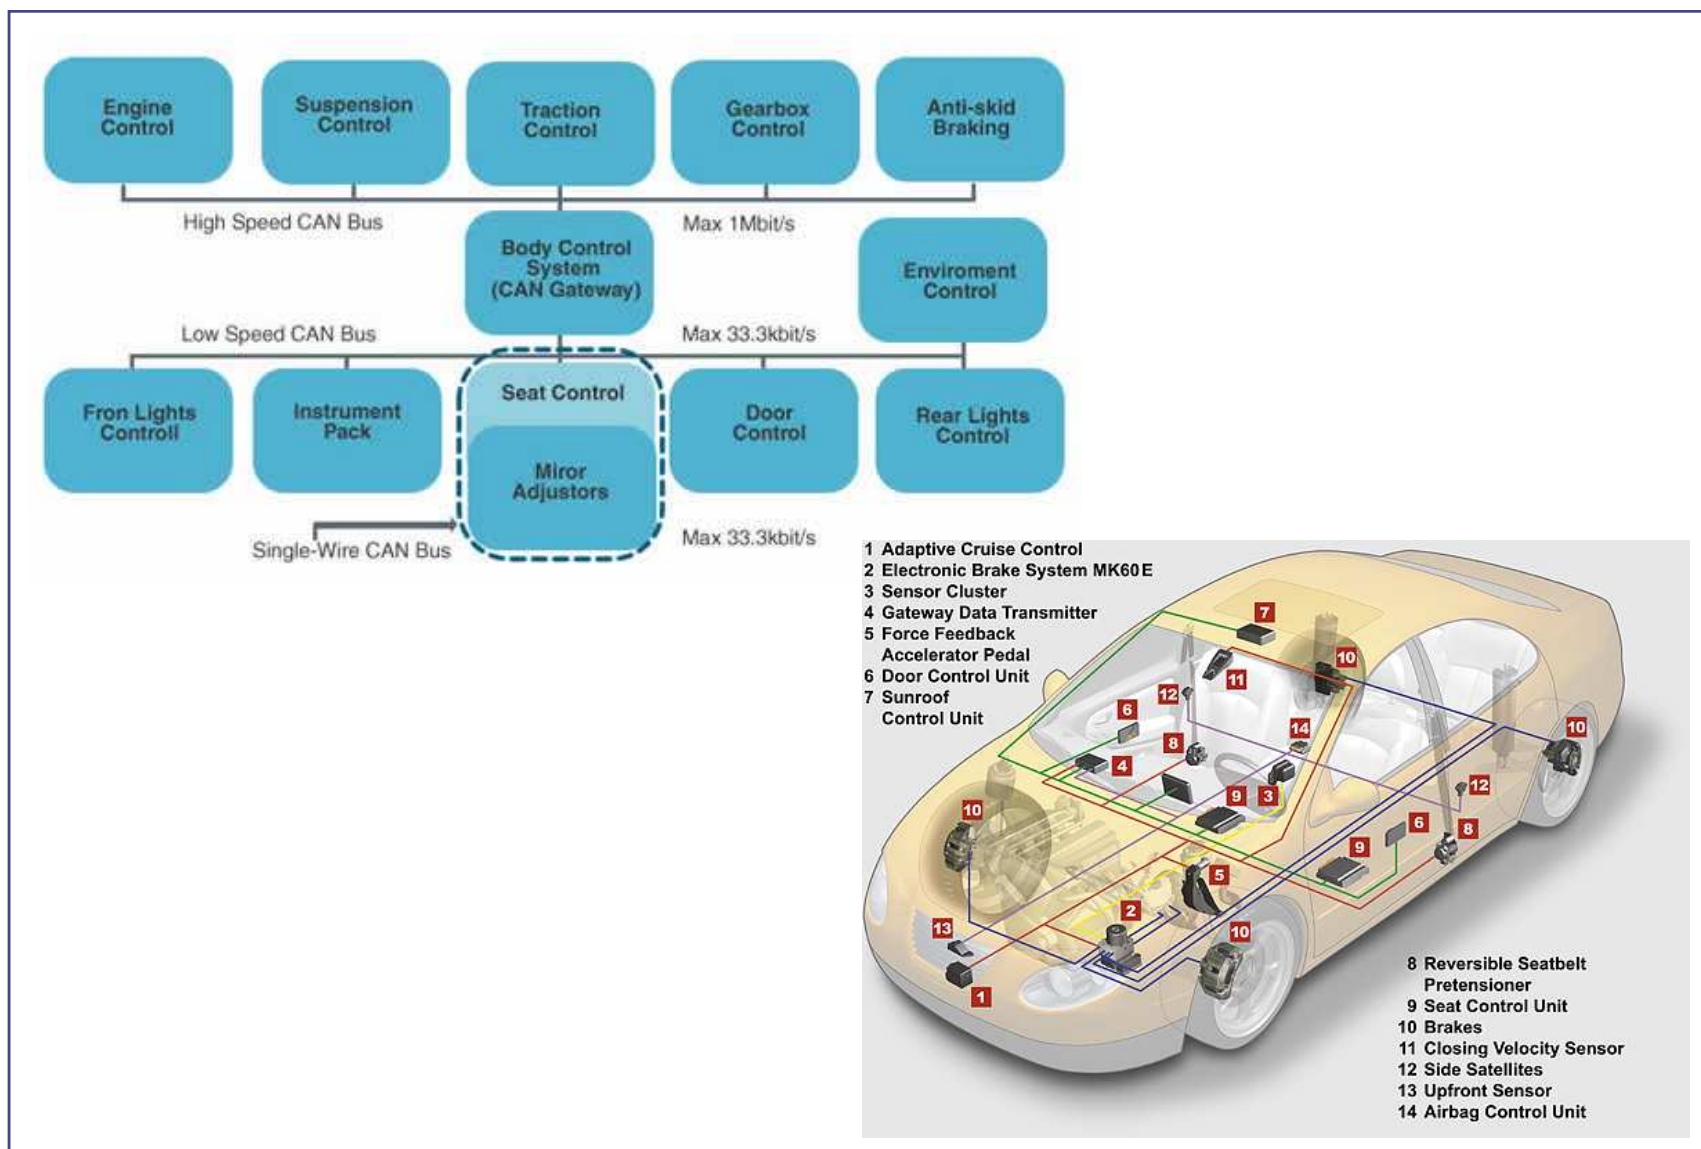 Engine
Control
Suspension
Control
Traction
Control
Gearbox
Control
Anti-skid
Braking
High Speed CAN Bus
Max 1Mbit/s
Body Control
System
(CAN Gateway)
Enviroment
Control
Low Speed CAN Bus
Max 33.3kbit/s
Fron Lights
Controll
Instrument
Pack
Seat Control
Miror
Adjustors
Door
Control
Rear Lights
Control
Single-Wire CAN Bus
Max 33.3kbit/s
1 Adaptive Cruise Control
2 Electronic Brake System MK60E
3 Sensor Cluster
4 Gateway Data Transmitter
5 Force Feedback
Accelerator Pedal
6 Door Control Unit
7 Sunroof
Control Unit
7
10
11
12
6
14
10
8
4
12
9
3
10
6
8
9
5
2
13
10
1
8 Reversible Seatbelt
Pretensioner
9 Seat Control Unit
10 Brakes
11 Closing Velocity Sensor
12 Side Satellites
13 Upfront Sensor
14 Airbag Control Unit